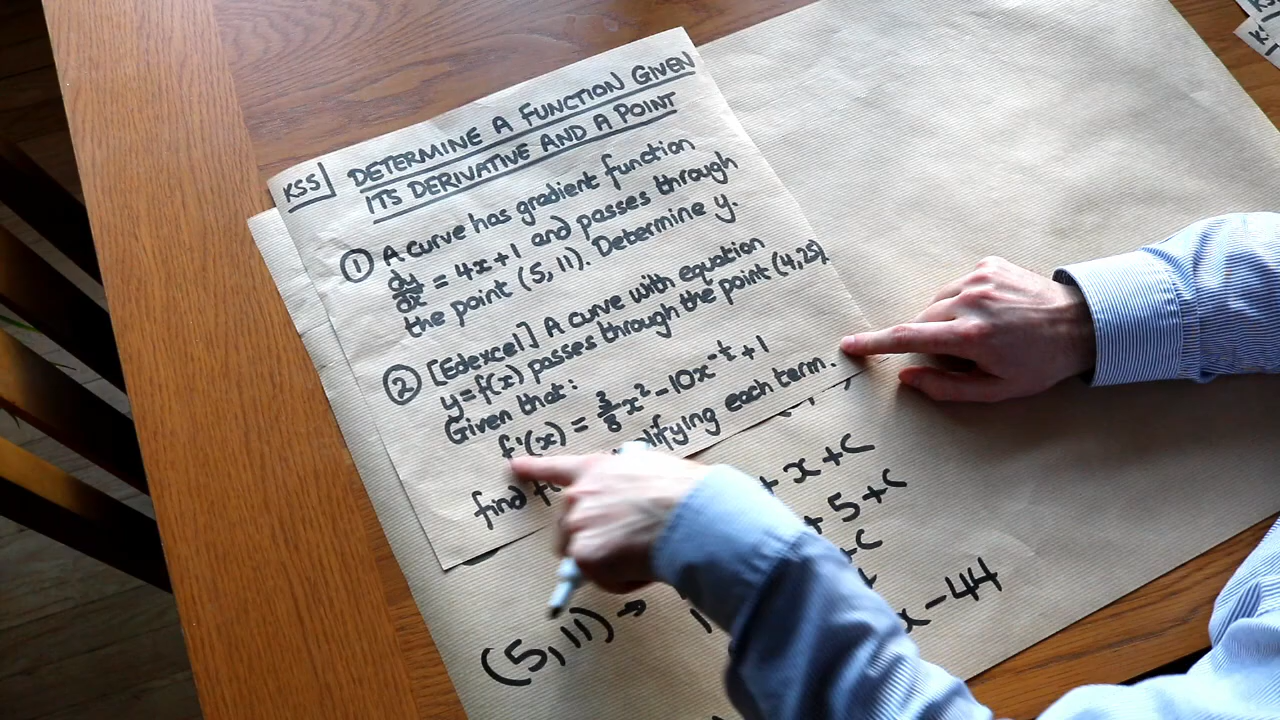 KS5
DETERMINE A FUNCTION GIVEN
ITS DERIVATIVE AND A POINT
① A curve has gradient function
dy/dx = 4x+1 and passes through
the point (5, 11). Determine y.
② [Edexcel] A curve with equation
y=f(x) passes through the point (4,25).
Given that:
f'(x) = 3/8 x² - 10x^-½ + 1
find simplifying each term.
+ x + C
+ 5 + C
+ C
(5, 11) →
x - 44